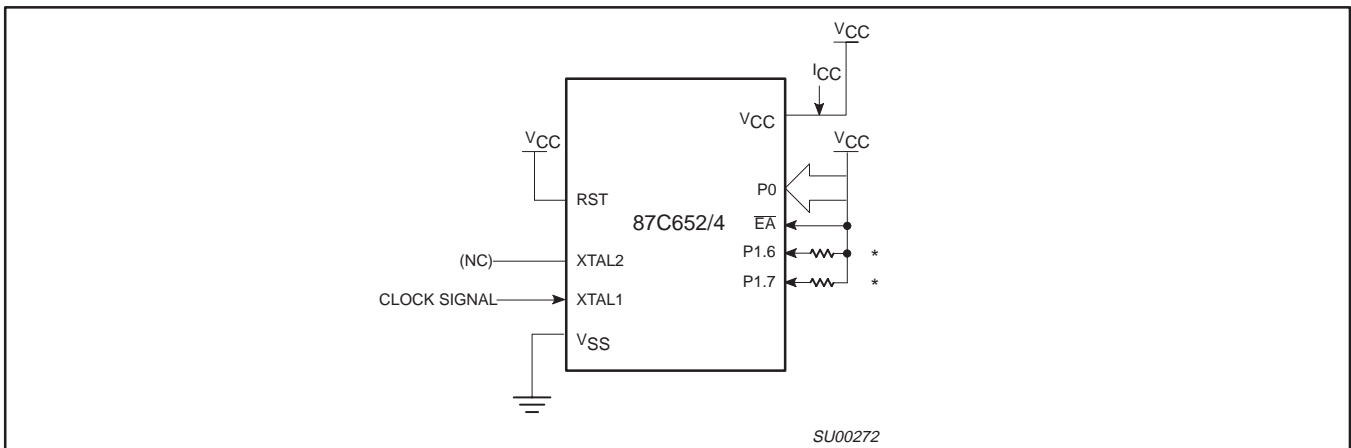 VCC
ICC
VCC
VCC
VCC
P0
RST
87C652/4
EA
P1.6
*
(NC)
XTAL2
P1.7
*
CLOCK SIGNAL
XTAL1
VSS
SU00272